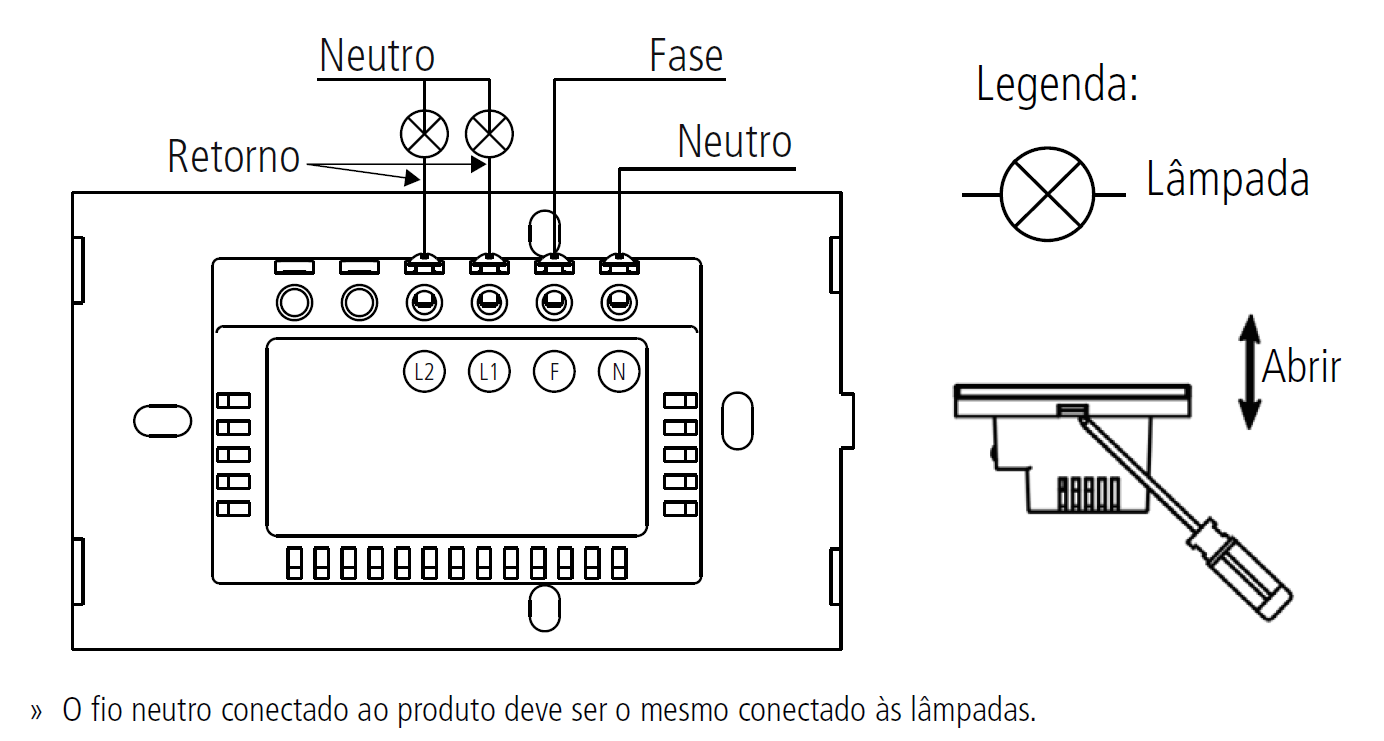 Neutro
Fase
Legenda:
Neutro
Retorno
Lâmpada
L2 L1 F N
Abrir
» O fio neutro conectado ao produto deve ser o mesmo conectado às lâmpadas.